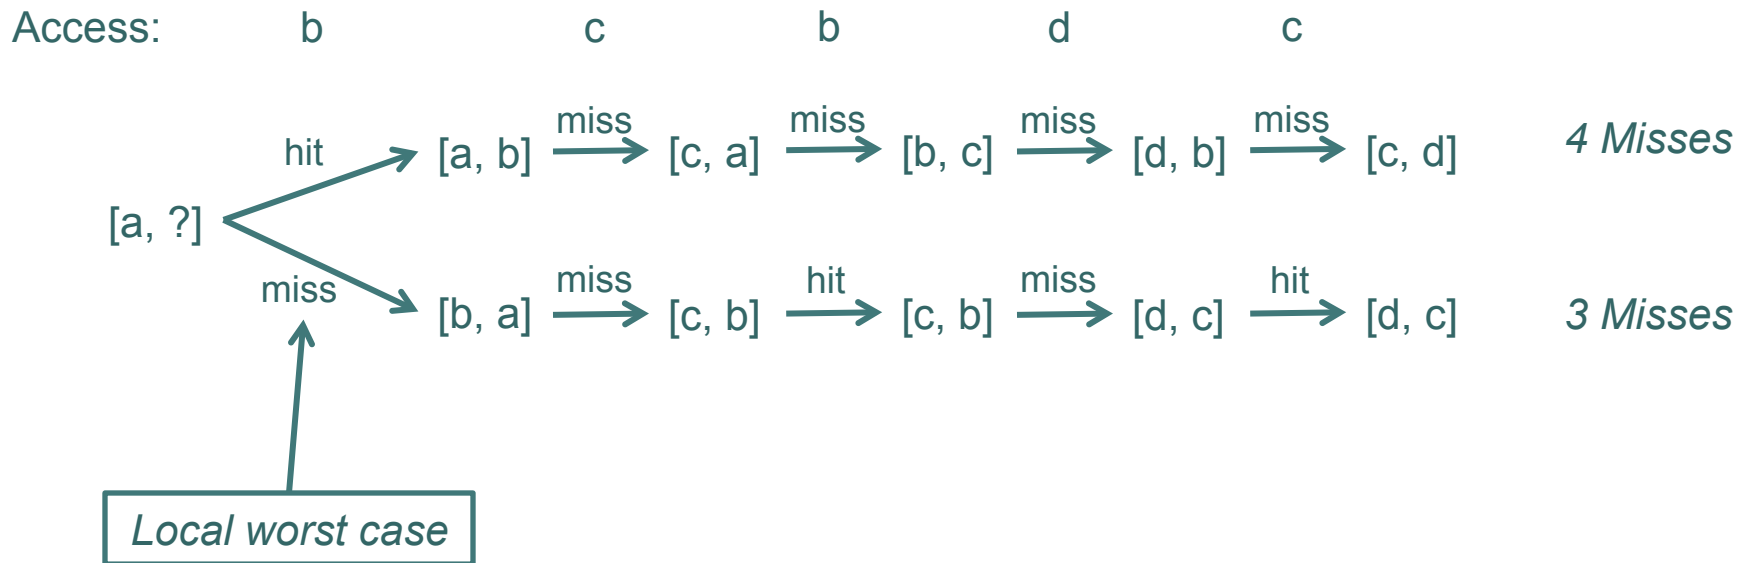 Access: b c b d c
hit miss miss miss miss
[a, b] [c, a] [b, c] [d, b] [c, d] 4 Misses
[a, ?]
miss miss hit miss hit
[b, a] [c, b] [c, b] [d, c] [d, c] 3 Misses
Local worst case